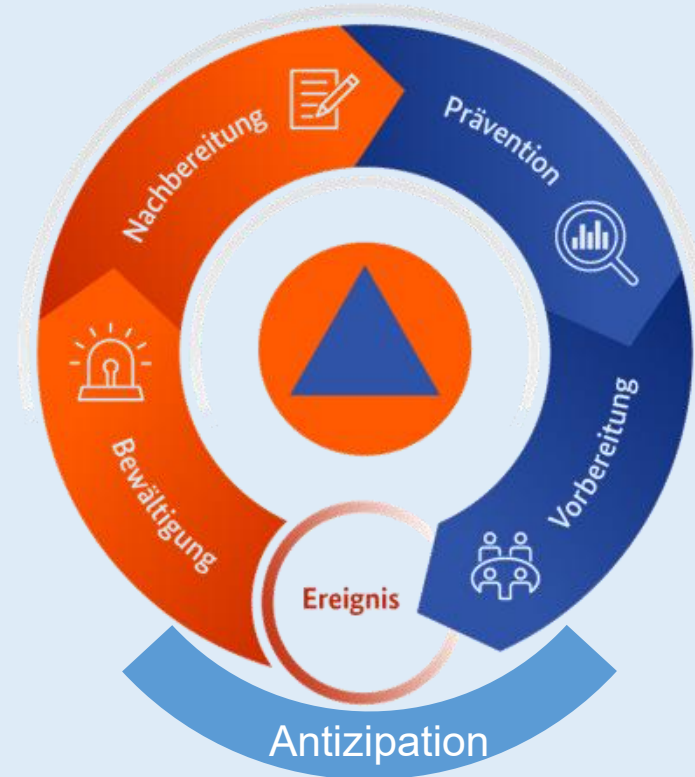 Nachbereitung
Prävention
Vorbereitung
Bewältigung
Ereignis
Antizipation